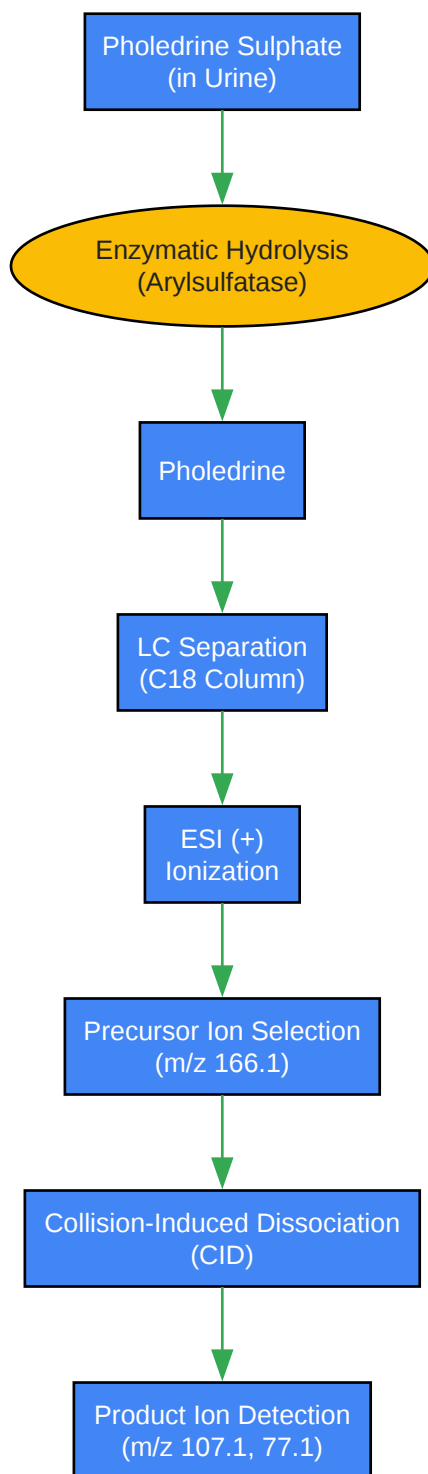 Pholedrine Sulphate
(in Urine)
Enzymatic Hydrolysis
(Arylsulfatase)
Pholedrine
LC Separation
(C18 Column)
ESI (+)
Ionization
Precursor Ion Selection
(m/z 166.1)
Collision-Induced Dissociation
(CID)
Product Ion Detection
(m/z 107.1, 77.1)